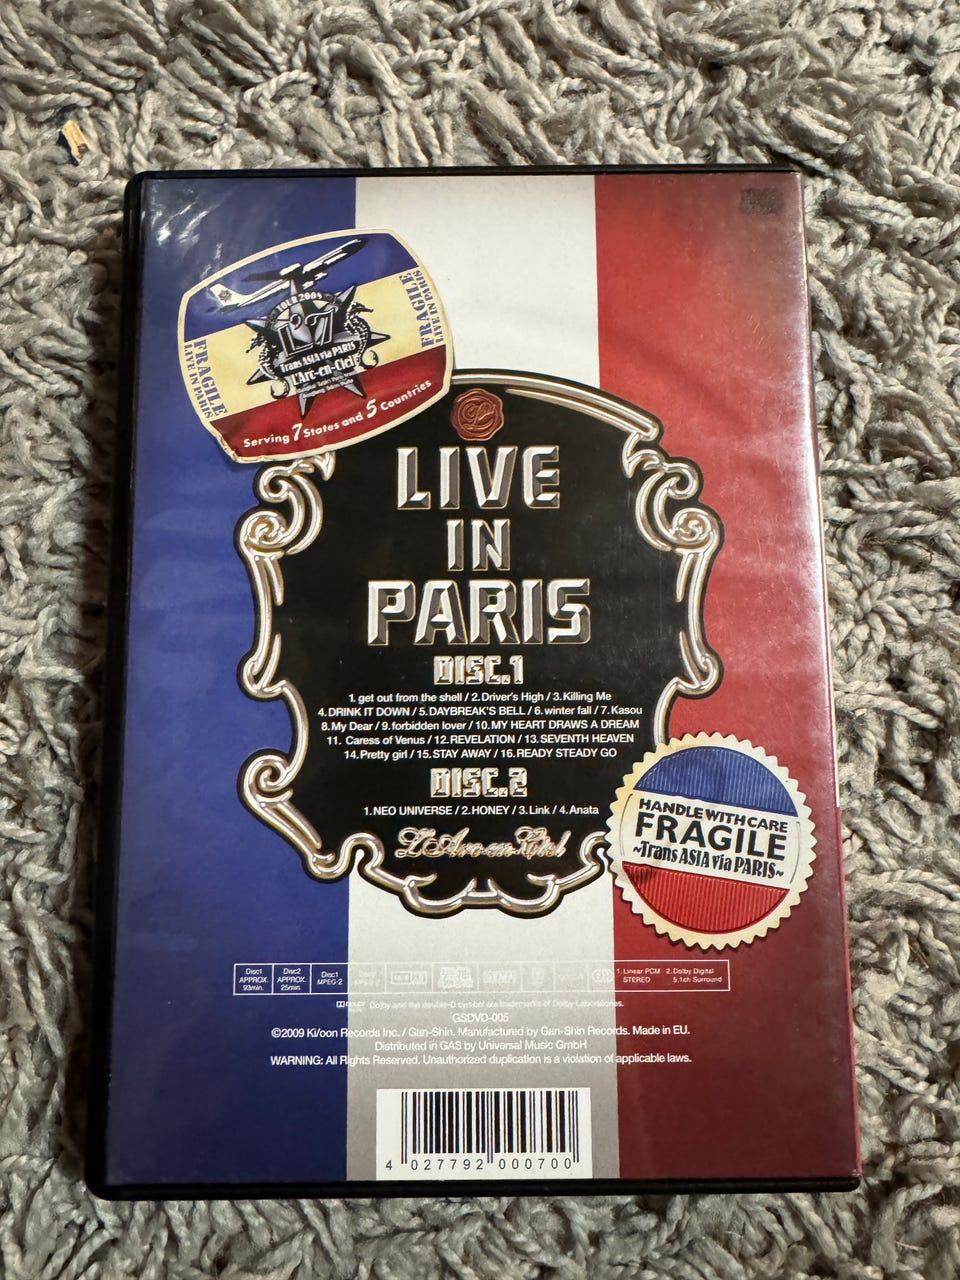 TOUR 2008
TransASIA via PARIS
L'Arc-en-Ciel
FRAGILE
LIVE IN PARIS
FRAGILE
LIVE IN PARIS
Serving 7 States and 5 Countries
LIVE
IN
PARIS
DISC.1
1. get out from the shell / 2.Driver's High / 3.Killing Me
4.DRINK IT DOWN / 5.DAYBREAK'S BELL / 6.winter fall / 7.Kasou
8.My Dear / 9.forbidden lover / 10.MY HEART DRAWS A DREAM
11. Caress of Venus / 12.REVELATION / 13.SEVENTH HEAVEN
14.Pretty girl / 15.STAY AWAY / 16.READY STEADY GO
DISC.2
1.NEO UNIVERSE / 2.HONEY / 3.Link / 4.Anata
L'Arc-en-Ciel
HANDLE WITH CARE
FRAGILE
~Trans ASIA via PARIS~
Disc1 APPROX. 93min.
Disc2 APPROX. 25min.
Disc1 MPEG-2
1.Linear PCM STEREO
2.Dolby Digital 5.1ch Surround
Dolby and the double-D symbol are trademarks of Dolby Laboratories.
GSDVD-005
©2009 Ki/oon Records Inc. / Gan-Shin. Manufactured by Gan-Shin Records. Made in EU.
Distributed in GAS by Universal Music GmbH
WARNING: All Rights Reserved. Unauthorized duplication is a violation of applicable laws.
4 027792 000700